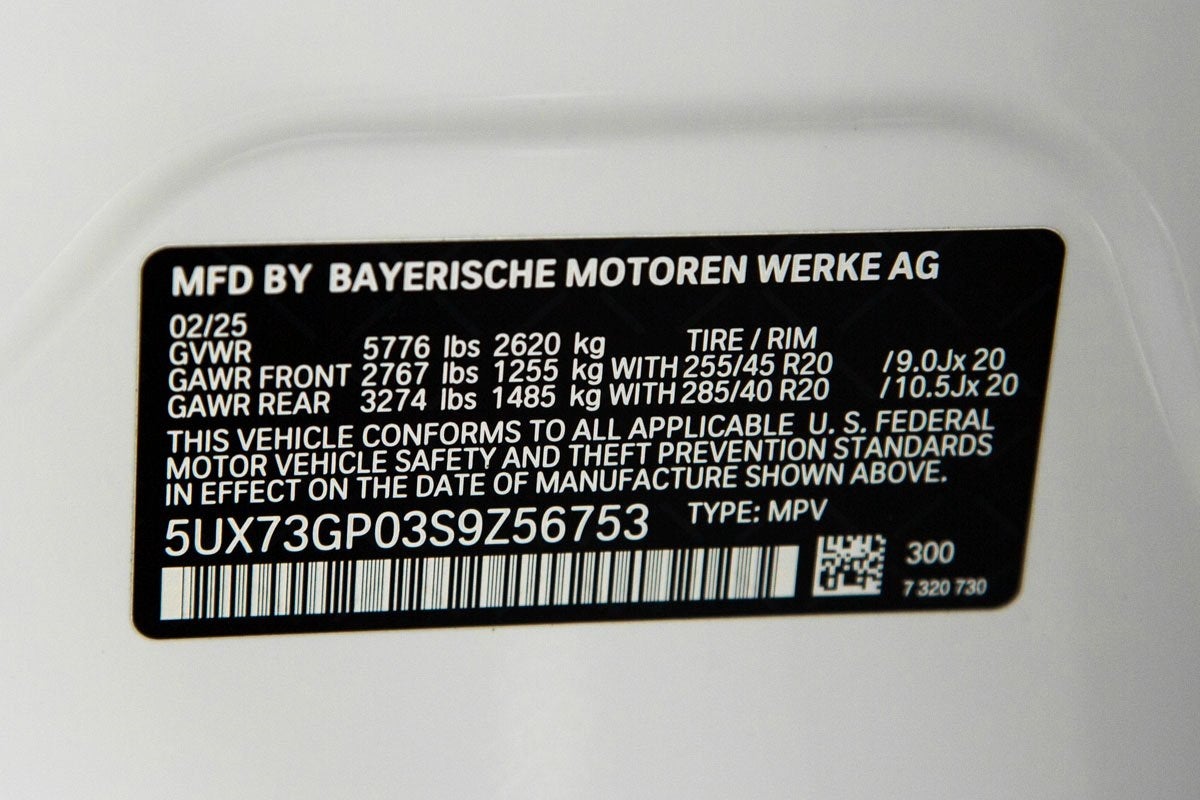 MFD BY BAYERISCHE MOTOREN WERKE AG
02/25
GVWR 5776 lbs 2620 kg TIRE / RIM
GAWR FRONT 2767 lbs 1255 kg WITH 255/45 R20 /9.0Jx 20
GAWR REAR 3274 lbs 1485 kg WITH 285/40 R20 /10.5Jx 20
THIS VEHICLE CONFORMS TO ALL APPLICABLE U. S. FEDERAL
MOTOR VEHICLE SAFETY AND THEFT PREVENTION STANDARDS
IN EFFECT ON THE DATE OF MANUFACTURE SHOWN ABOVE.
5UX73GP03S9Z56753 TYPE: MPV
300
7 320 730